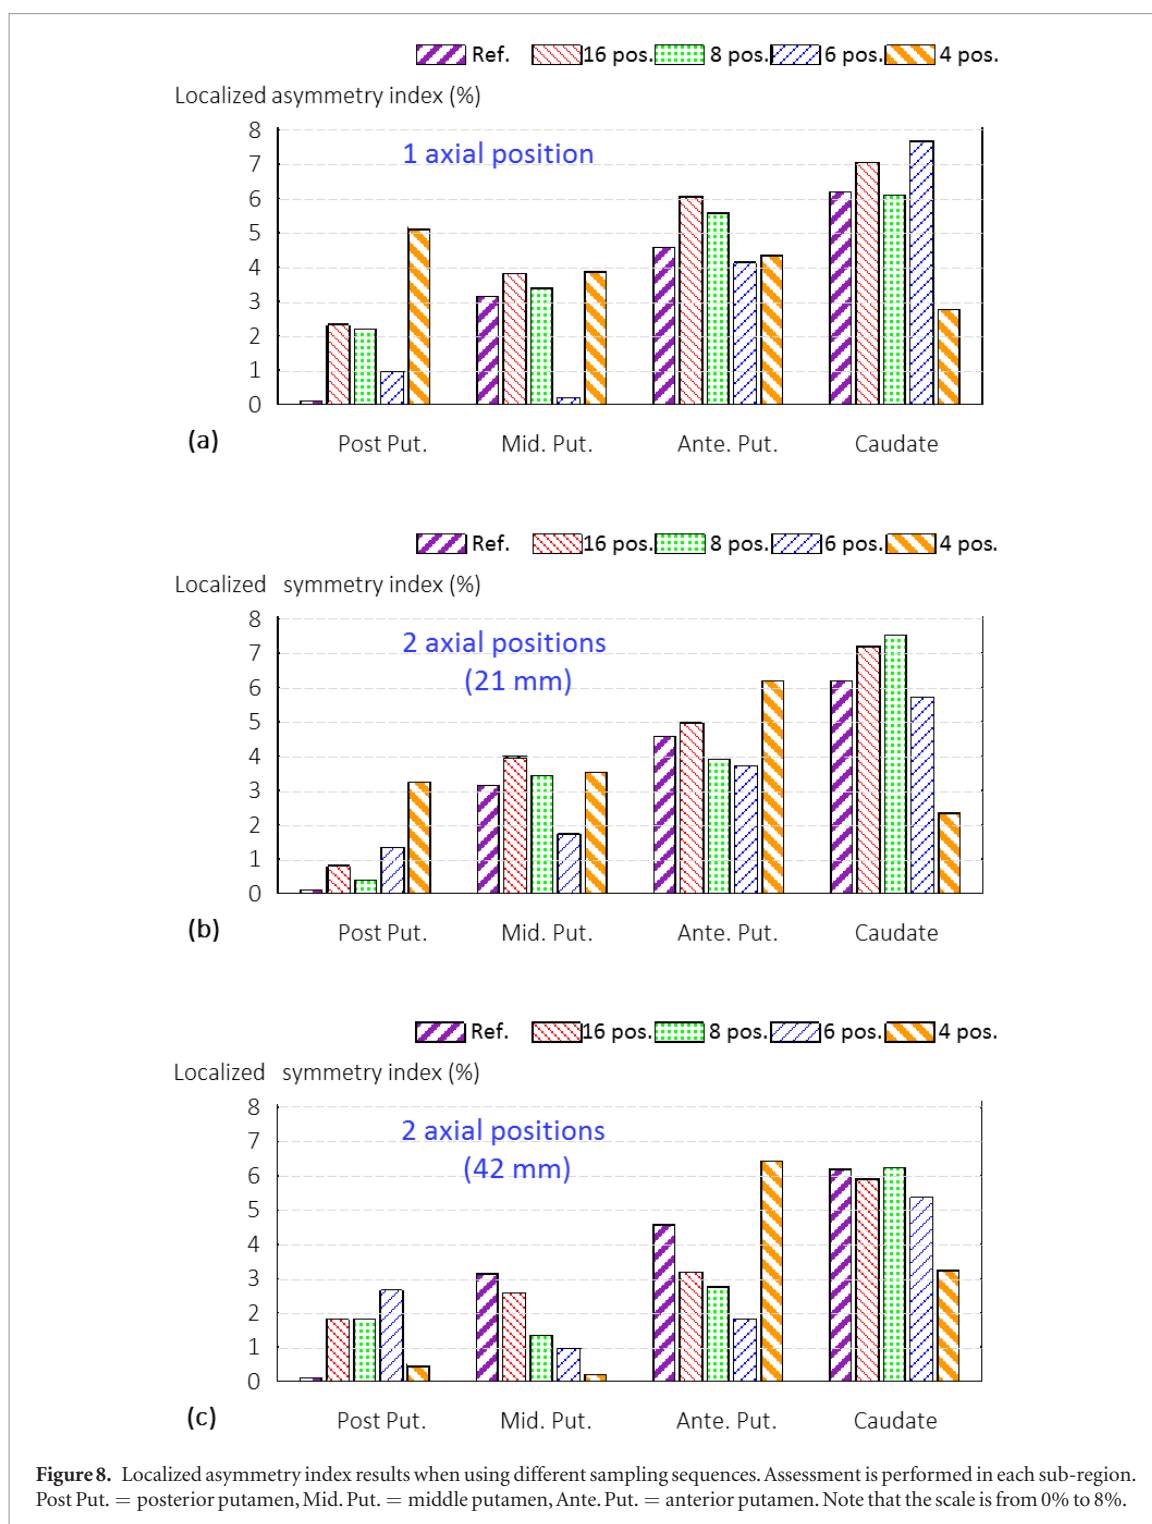 Ref. 16 pos. 8 pos. 6 pos. 4 pos.
Localized asymmetry index (%)
8
1 axial position
7
6
5
4
3
2
1
0
(a)
Post Put. Mid. Put. Ante. Put. Caudate
Ref. 16 pos. 8 pos. 6 pos. 4 pos.
Localized symmetry index (%)
8
2 axial positions
7
(21 mm)
6
5
4
3
2
1
0
(b)
Post Put. Mid. Put. Ante. Put. Caudate
Ref. 16 pos. 8 pos. 6 pos. 4 pos.
Localized symmetry index (%)
8
2 axial positions
7
(42 mm)
6
5
4
3
2
1
0
(c)
Post Put. Mid. Put. Ante. Put. Caudate
Figure 8. Localized asymmetry index results when using different sampling sequences. Assessment is performed in each sub-region.
Post Put. = posterior putamen, Mid. Put. = middle putamen, Ante. Put. = anterior putamen. Note that the scale is from 0% to 8%.